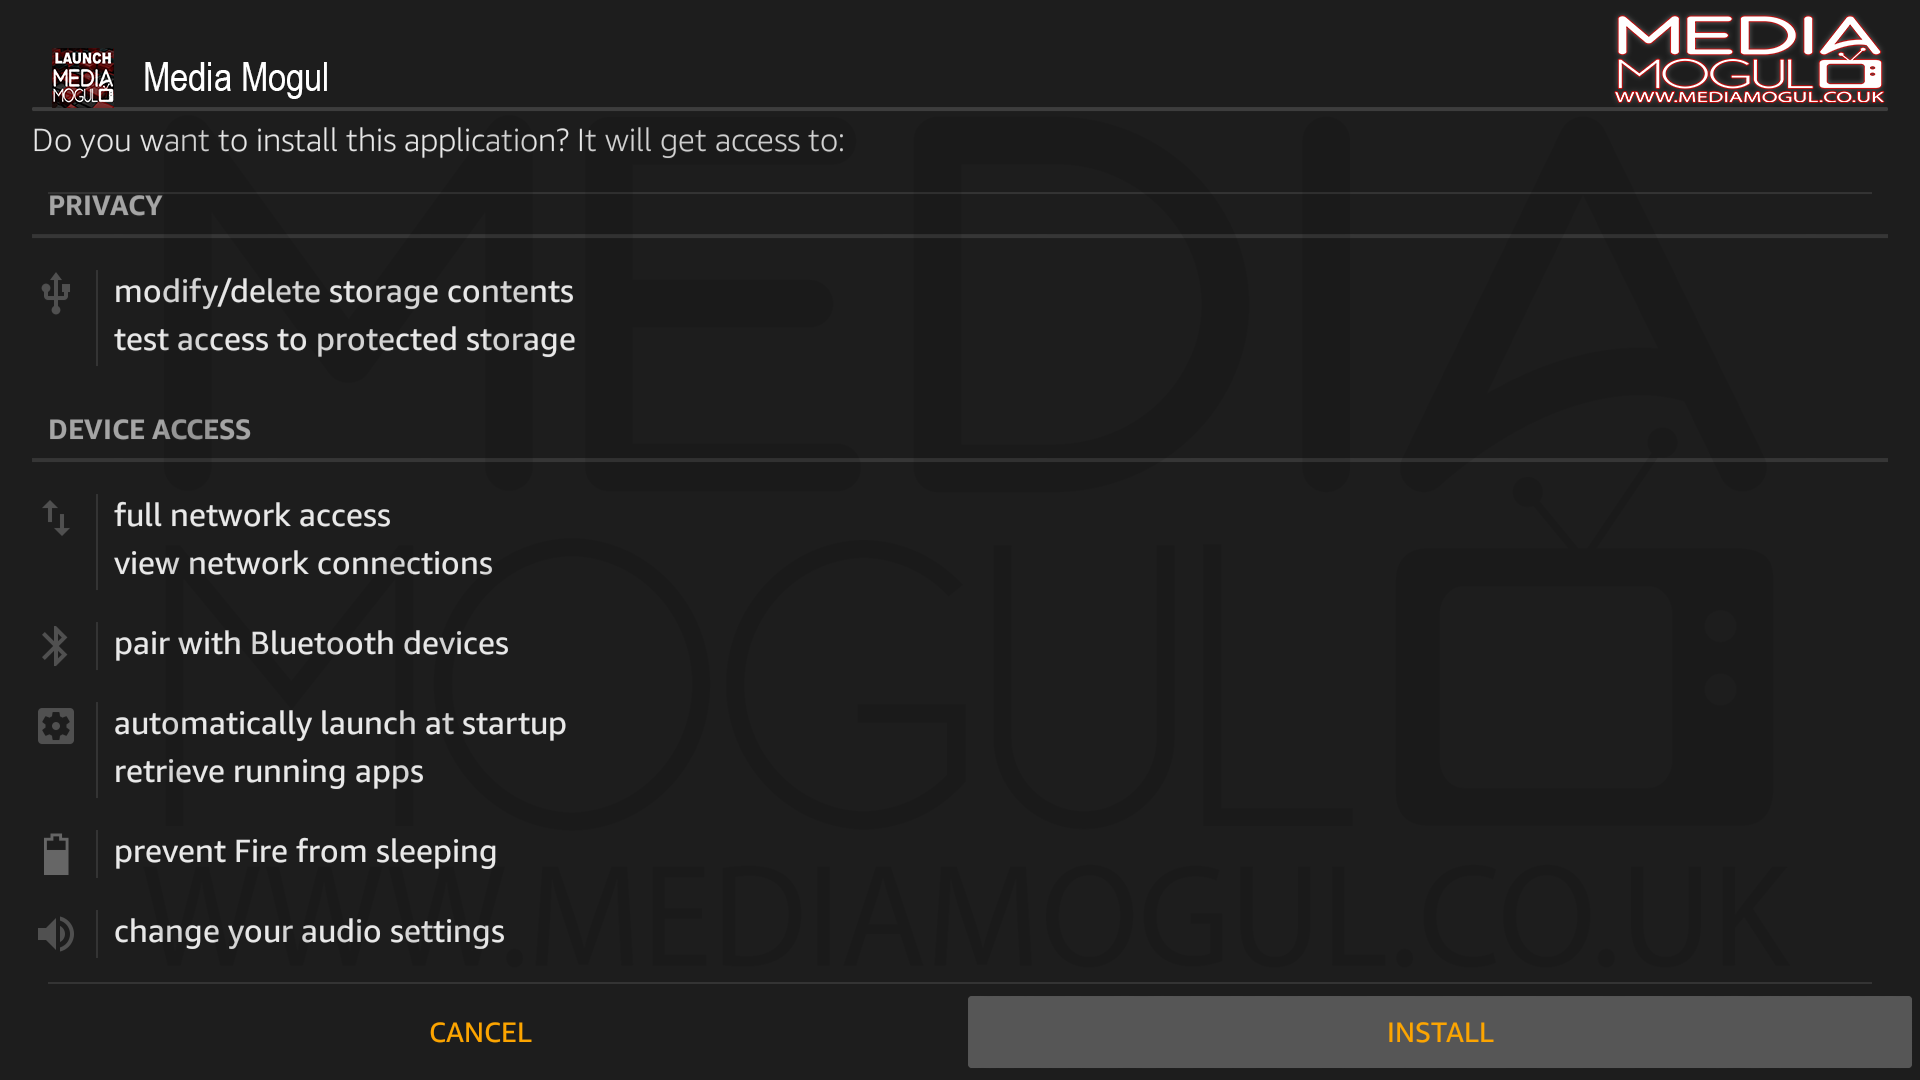 LAUNCH
MEDIA
MOGUL
Media Mogul
MEDIA
MOGUL
WWW.MEDIAMOGUL.CO.UK
Do you want to install this application? It will get access to:
PRIVACY
modify/delete storage contents
test access to protected storage
DEVICE ACCESS
full network access
view network connections
pair with Bluetooth devices
automatically launch at startup
retrieve running apps
prevent Fire from sleeping
change your audio settings
CANCEL
INSTALL
MEDIA
MOGUL
WWW.MEDIAMOGUL.CO.UK